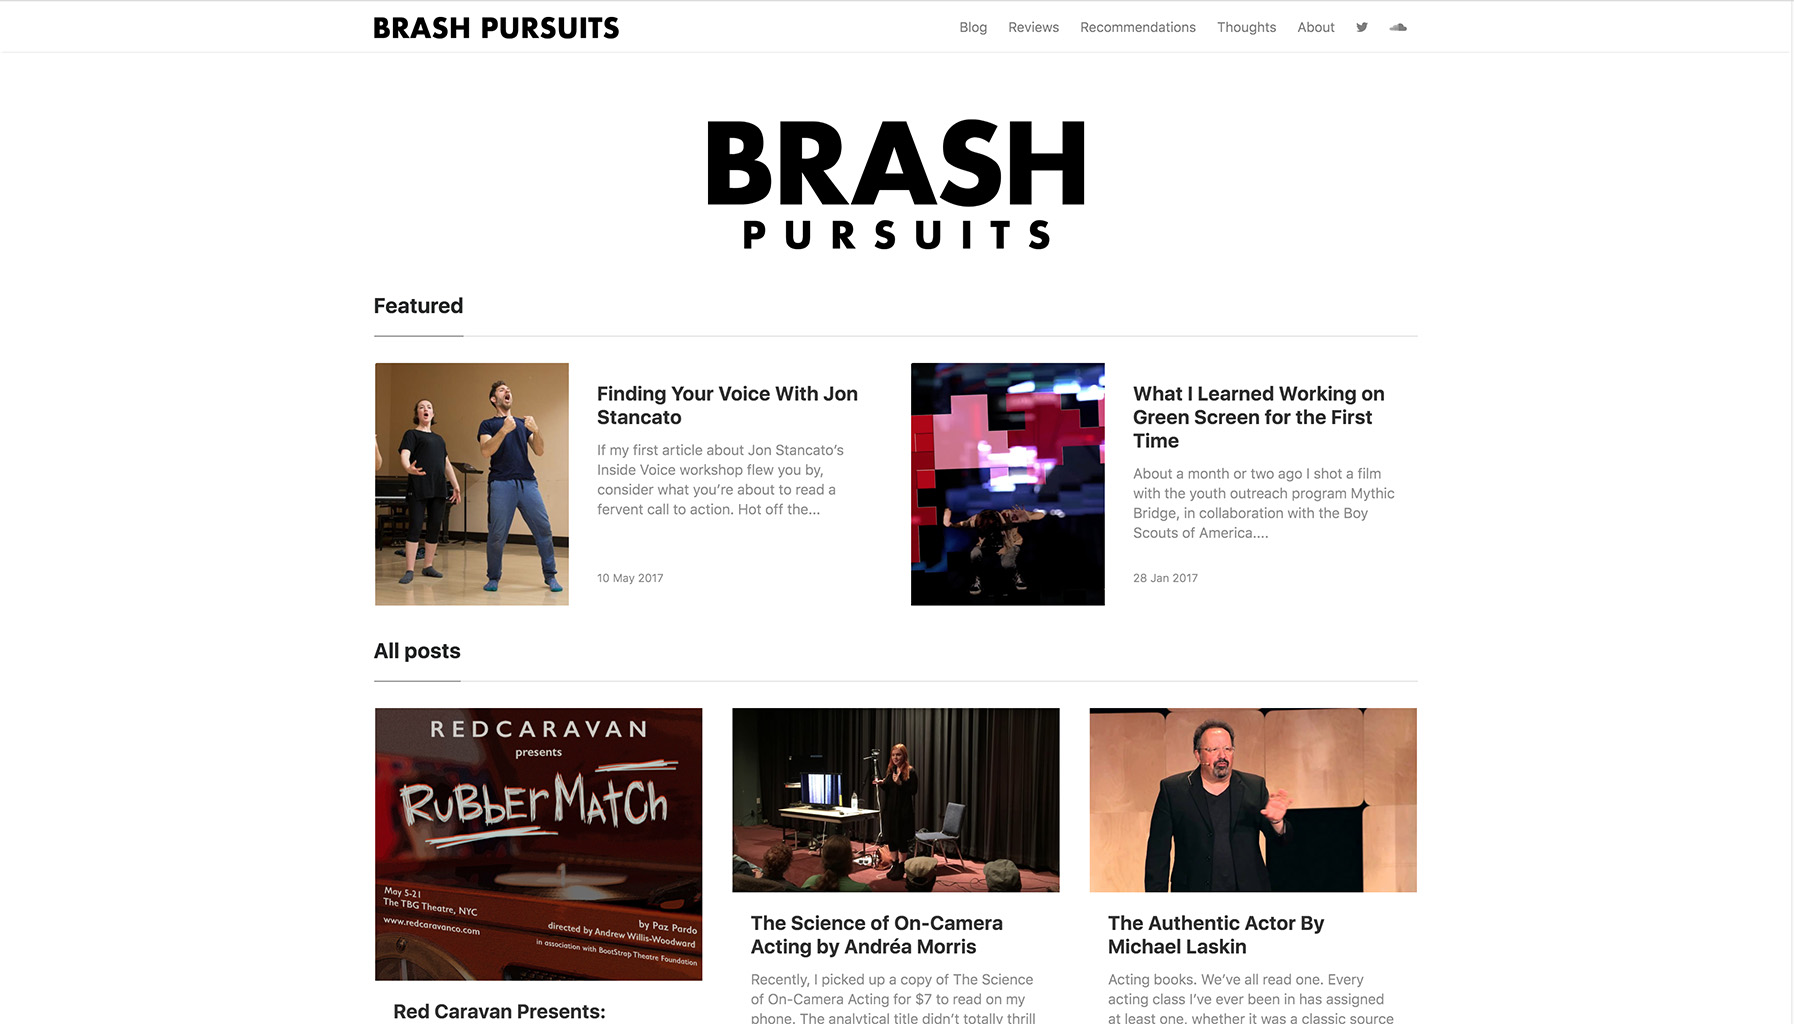 BRASH PURSUITS
Blog Reviews Recommendations Thoughts About
BRASH
PURSUITS
Featured
Finding Your Voice With Jon
Stancato
If my first article about Jon Stancato’s
Inside Voice workshop flew you by,
consider what you’re about to read a
fervent call to action. Hot off the...
10 May 2017
What I Learned Working on
Green Screen for the First
Time
About a month or two ago I shot a film
with the youth outreach program Mythic
Bridge, in collaboration with the Boy
Scouts of America....
28 Jan 2017
All posts
REDCARAVAN
presents
RUBBER MATCH
May 5-21
The TBG Theatre, NYC
www.redcaravanco.com
by Paz Pardo
directed by Andrew Willis-Woodward
in association with BootStrap Theatre Foundation
Red Caravan Presents:
The Science of On-Camera
Acting by Andréa Morris
Recently, I picked up a copy of The Science
of On-Camera Acting for $7 to read on my
phone. The analytical title didn’t totally thrill
The Authentic Actor By
Michael Laskin
Acting books. We’ve all read one. Every
acting class I’ve ever been in has assigned
at least one, whether it was a classic source